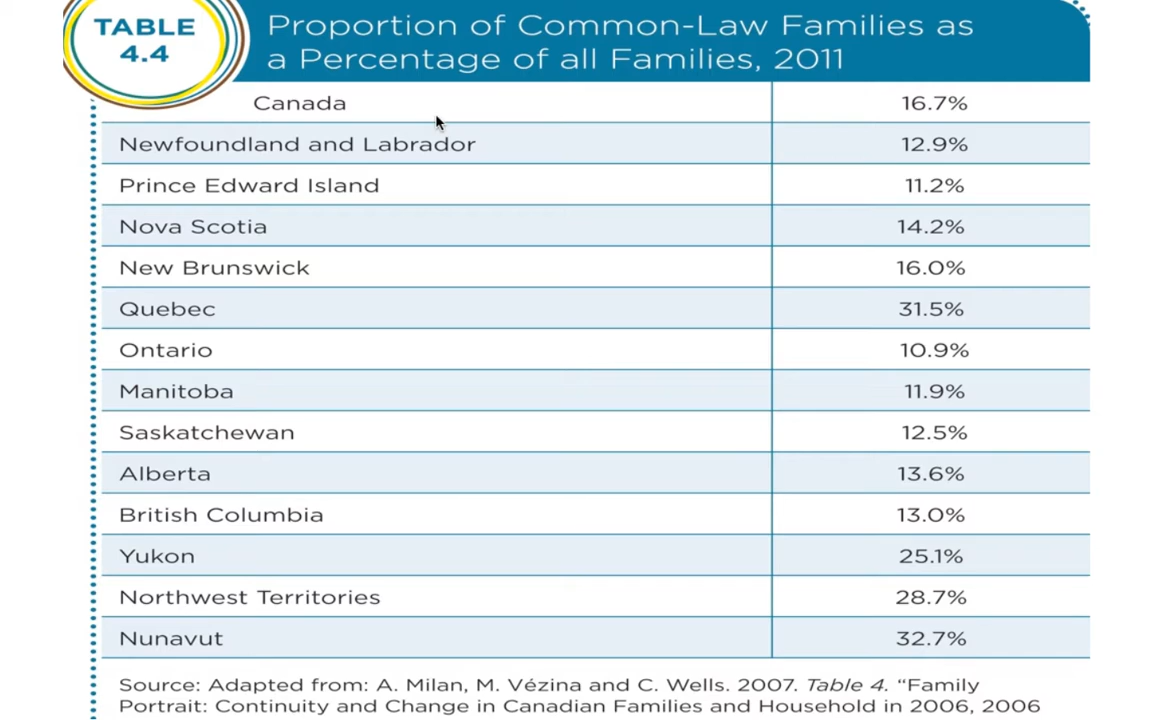 TABLE
4.4
Proportion of Common-Law Families as
a Percentage of all Families, 2011
Canada 16.7%
Newfoundland and Labrador 12.9%
Prince Edward Island 11.2%
Nova Scotia 14.2%
New Brunswick 16.0%
Quebec 31.5%
Ontario 10.9%
Manitoba 11.9%
Saskatchewan 12.5%
Alberta 13.6%
British Columbia 13.0%
Yukon 25.1%
Northwest Territories 28.7%
Nunavut 32.7%
Source: Adapted from: A. Milan, M. Vézina and C. Wells. 2007. Table 4. “Family
Portrait: Continuity and Change in Canadian Families and Household in 2006, 2006